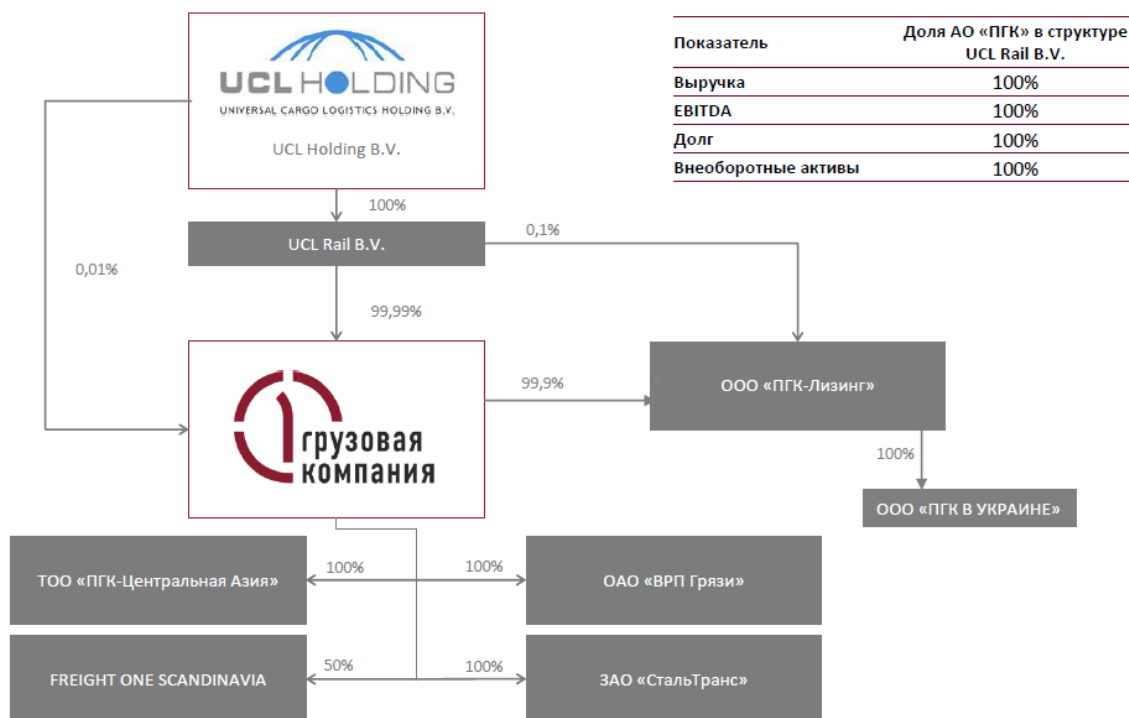 UCL HOLDING
UNIVERSAL CARGO LOGISTICS HOLDING B.V.
UCL Holding B.V.
Показатель
Доля АО «ПГК» в структуре
UCL Rail B.V.
Выручка 100%
EBITDA 100%
Долг 100%
Внеоборотные активы 100%
100%
UCL Rail B.V.
0,1%
0,01%
99,99%
грузовая
компания
99,9%
ООО «ПГК-Лизинг»
100%
ООО «ПГК В УКРАИНЕ»
ТОО «ПГК-Центральная Азия»
100%
100%
ОАО «ВРП Грязи»
FREIGHT ONE SCANDINAVIA
50%
100%
ЗАО «СтальТранс»